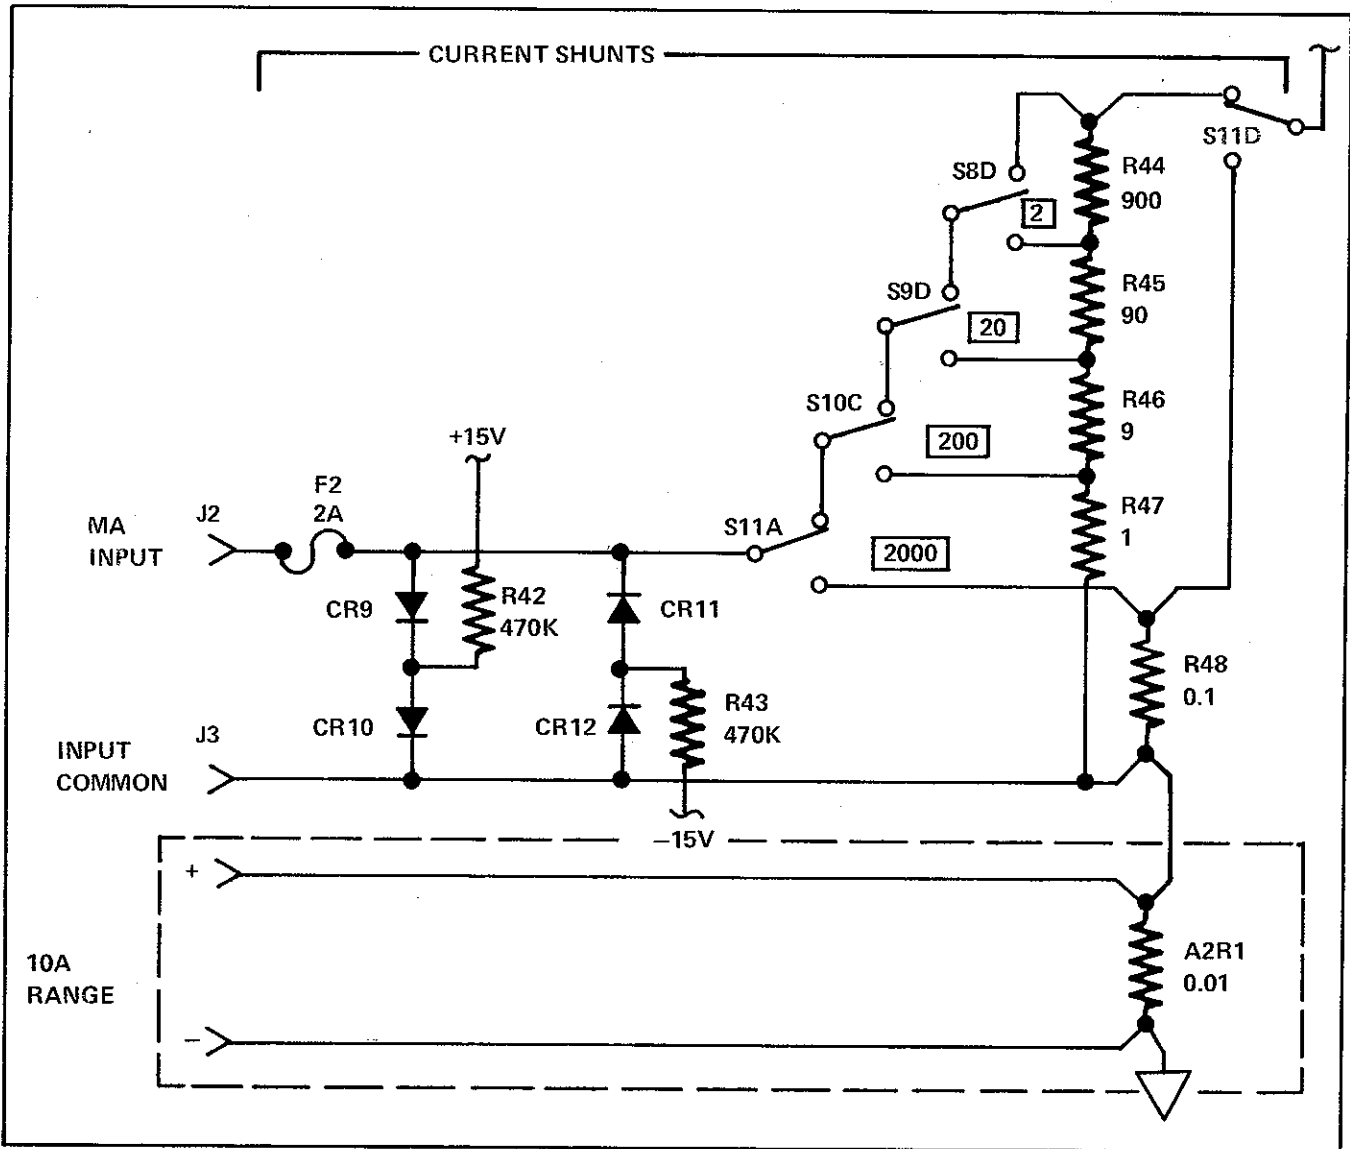 CURRENT SHUNTS
S11D
R44
900
S8D
2
R45
90
S9D
20
R46
9
S10C
200
+15V
F2
2A
R47
1
MA
INPUT
J2
S11A
2000
CR9
R42
470K
CR11
R48
0.1
CR10
CR12
R43
470K
INPUT
COMMON
J3
−15V
+
10A
RANGE
A2R1
0.01
−